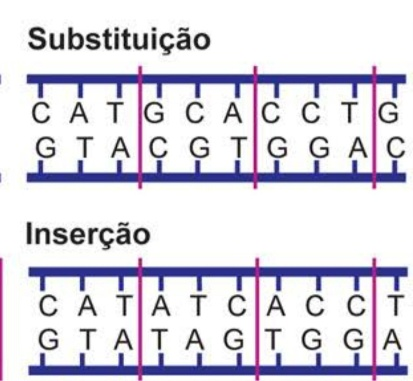 Substituição
C A T G C A C C T G
G T A C G T G G A C
Inserção
C A T A T C A C C T
G T A T A G T G G A